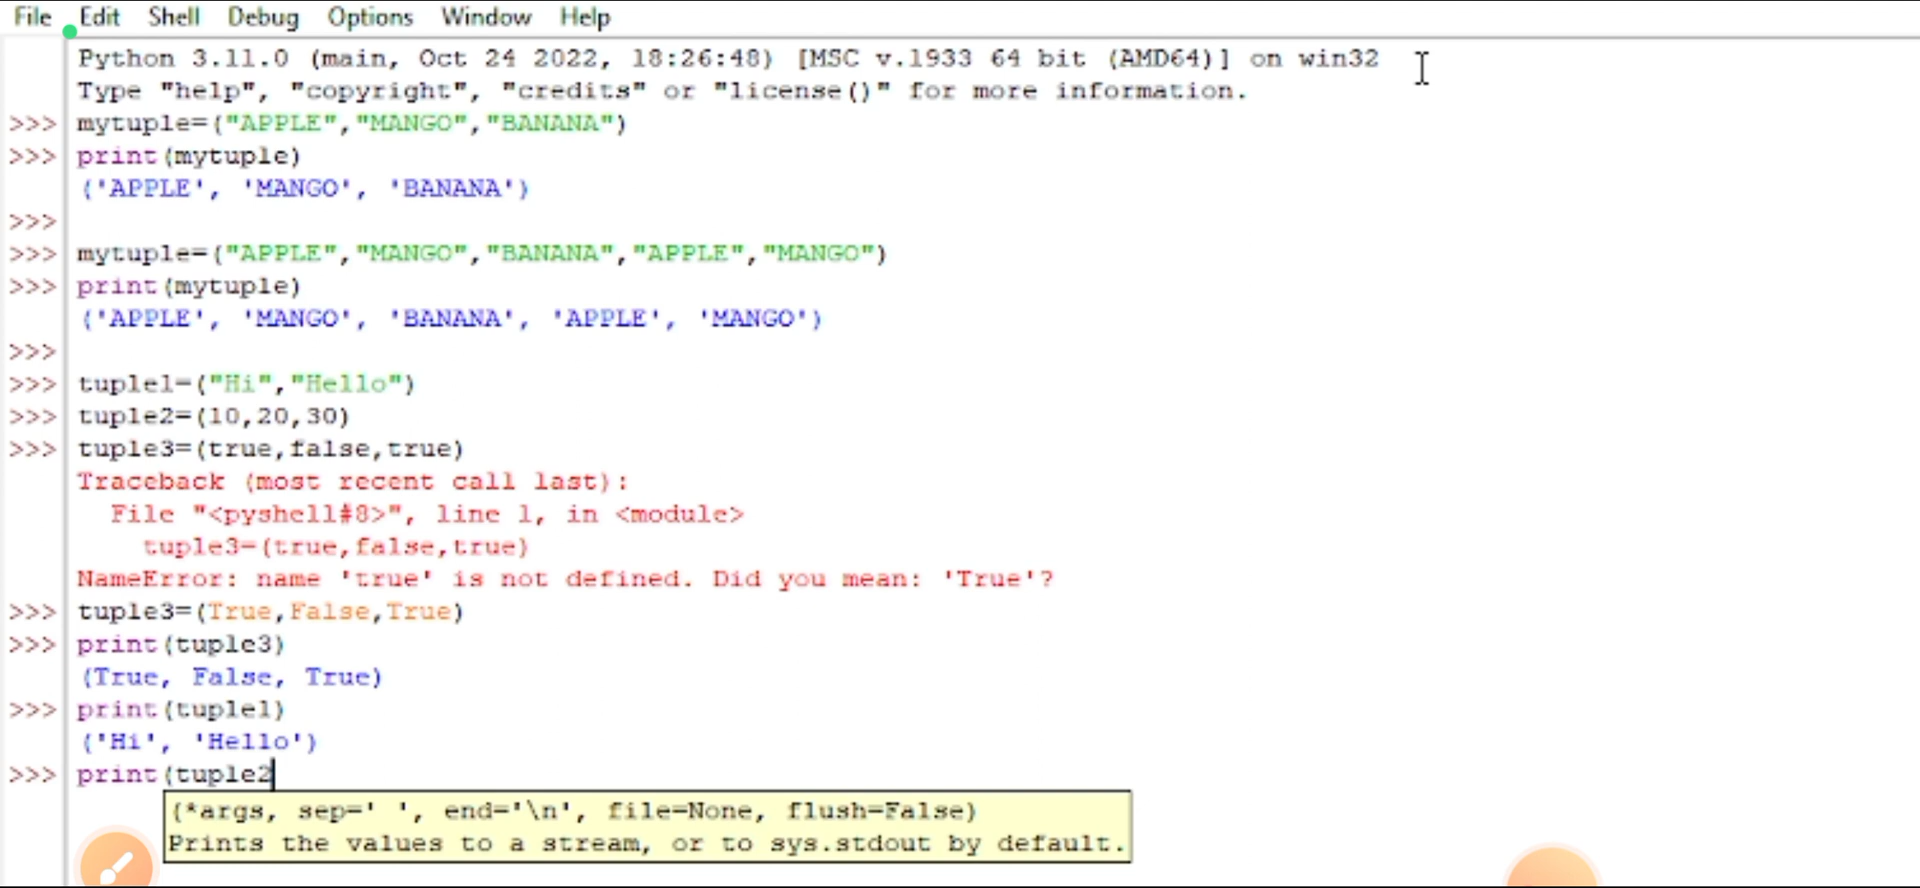 File Edit Shell Debug Options Window Help
Python 3.11.0 (main, Oct 24 2022, 18:26:48) [MSC v.1933 64 bit (AMD64)] on win32
Type "help", "copyright", "credits" or "license()" for more information.
>>> mytuple=("APPLE","MANGO","BANANA")
>>> print(mytuple)
('APPLE', 'MANGO', 'BANANA')
>>>
>>> mytuple=("APPLE","MANGO","BANANA","APPLE","MANGO")
>>> print(mytuple)
('APPLE', 'MANGO', 'BANANA', 'APPLE', 'MANGO')
>>>
>>> tuple1=("Hi","Hello")
>>> tuple2=(10,20,30)
>>> tuple3=(true,false,true)
Traceback (most recent call last):
  File "<pyshell#8>", line 1, in <module>
    tuple3=(true,false,true)
NameError: name 'true' is not defined. Did you mean: 'True'?
>>> tuple3=(True,False,True)
>>> print(tuple3)
(True, False, True)
>>> print(tuple1)
('Hi', 'Hello')
>>> print(tuple2
(*args, sep=' ', end='\n', file=None, flush=False)
Prints the values to a stream, or to sys.stdout by default.